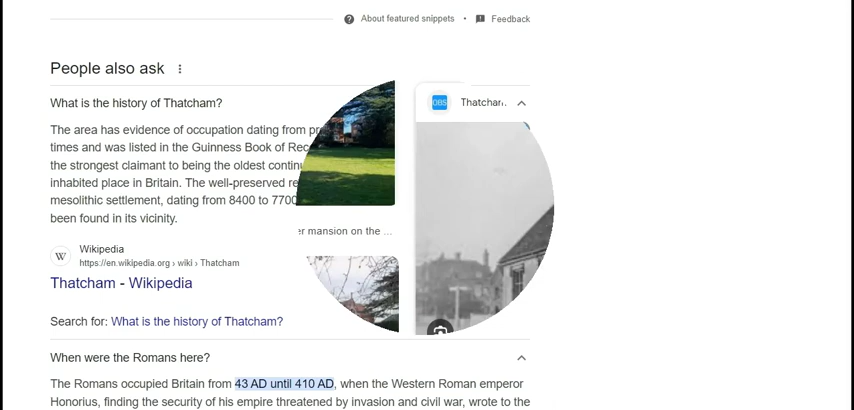 About featured snippets • Feedback
People also ask
What is the history of Thatcham?
The area has evidence of occupation dating from
times and was listed in the Guinness Book of
the strongest claimant to being the oldest
inhabited place in Britain. The well-preserved
mesolithic settlement, dating from 8400 to 7700
been found in its vicinity.
OBS
mansion on the ...
W
Wikipedia
https://en.wikipedia.org › wiki › Thatcham
Thatcham - Wikipedia
Search for: What is the history of Thatcham?
When were the Romans here?
The Romans occupied Britain from 43 AD until 410 AD, when the Western Roman emperor
Honorius, finding the security of his empire threatened by invasion and civil war, wrote to the